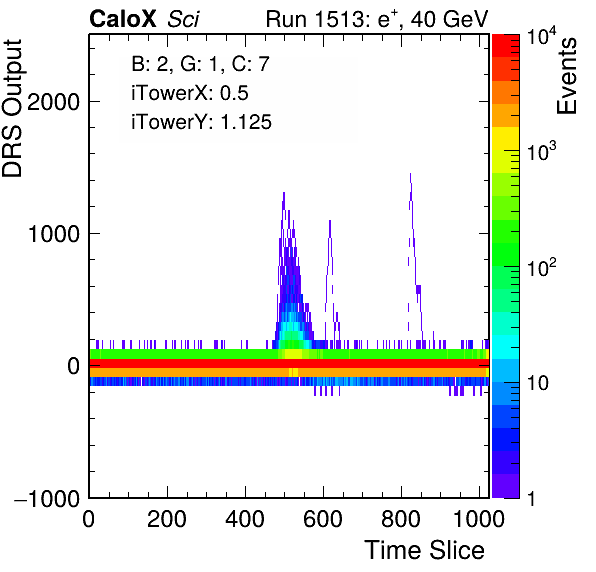 CaloX Sci Run 1513: e⁺, 40 GeV
B: 2, G: 1, C: 7
iTowerX: 0.5
iTowerY: 1.125
DRS Output
2000
1000
0
−1000
0 200 400 600 800 1000
Time Slice
Events
10⁴
10³
10²
10
1